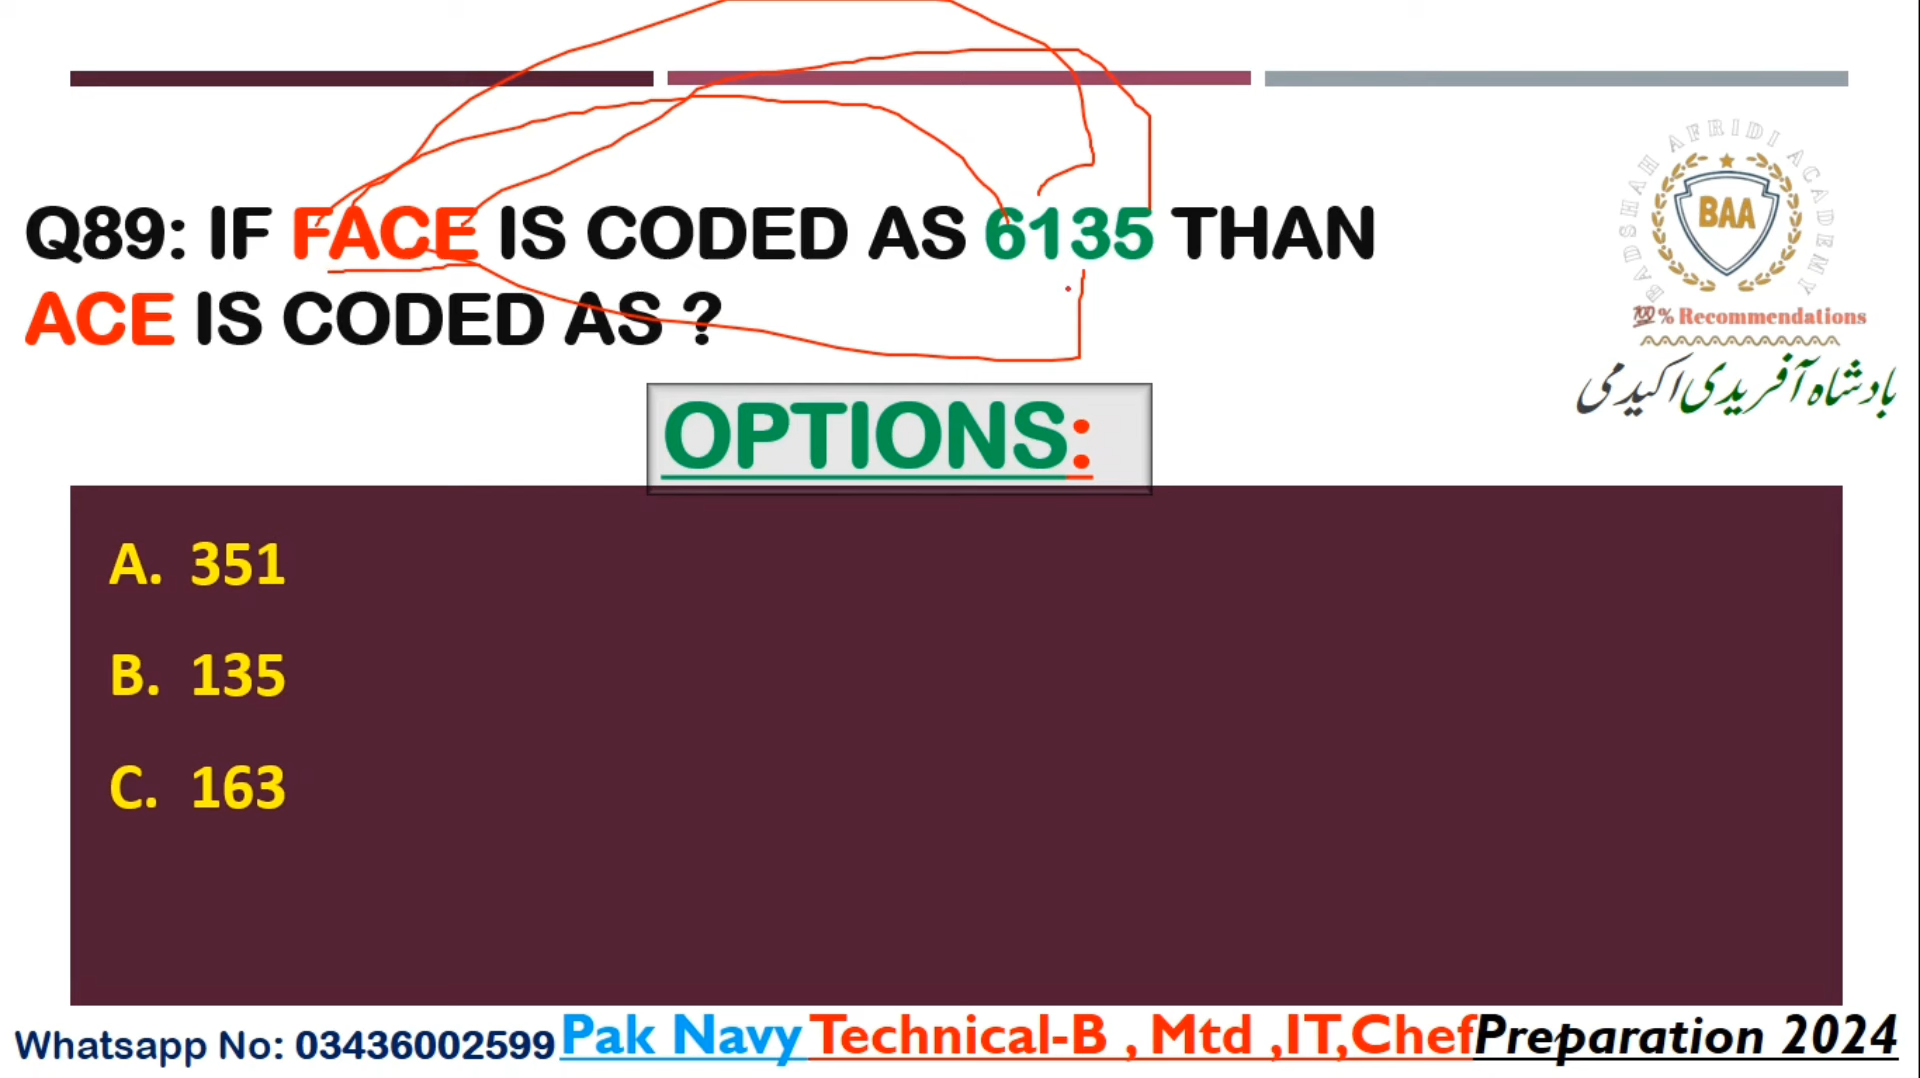 Q89: IF FACE IS CODED AS 6135 THAN
ACE IS CODED AS ?
BADSHAH AFRIDI ACADEMY
BAA
💯% Recommendations
بادشاہ آفریدی اکیڈمی
OPTIONS:
A. 351
B. 135
C. 163
Whatsapp No: 03436002599 Pak Navy Technical-B , Mtd ,IT,Chef Preparation 2024